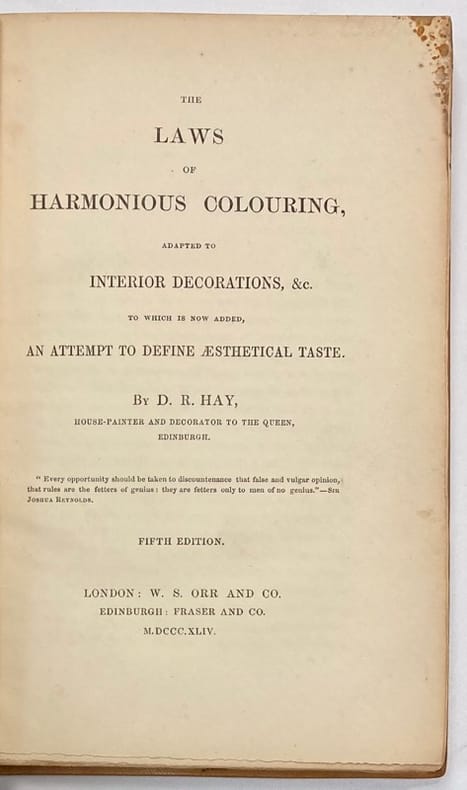 THE
LAWS
OF
HARMONIOUS COLOURING,
ADAPTED TO
INTERIOR DECORATIONS, &c.
TO WHICH IS NOW ADDED,
AN ATTEMPT TO DEFINE ÆSTHETICAL TASTE.
By D. R. HAY,
HOUSE-PAINTER AND DECORATOR TO THE QUEEN,
EDINBURGH.
" Every opportunity should be taken to discountenance that false and vulgar opinion,
that rules are the fetters of genius : they are fetters only to men of no genius."—Sir
Joshua Reynolds.
FIFTH EDITION.
LONDON: W. S. ORR AND CO.
EDINBURGH: FRASER AND CO.
M.DCCC.XLIV.